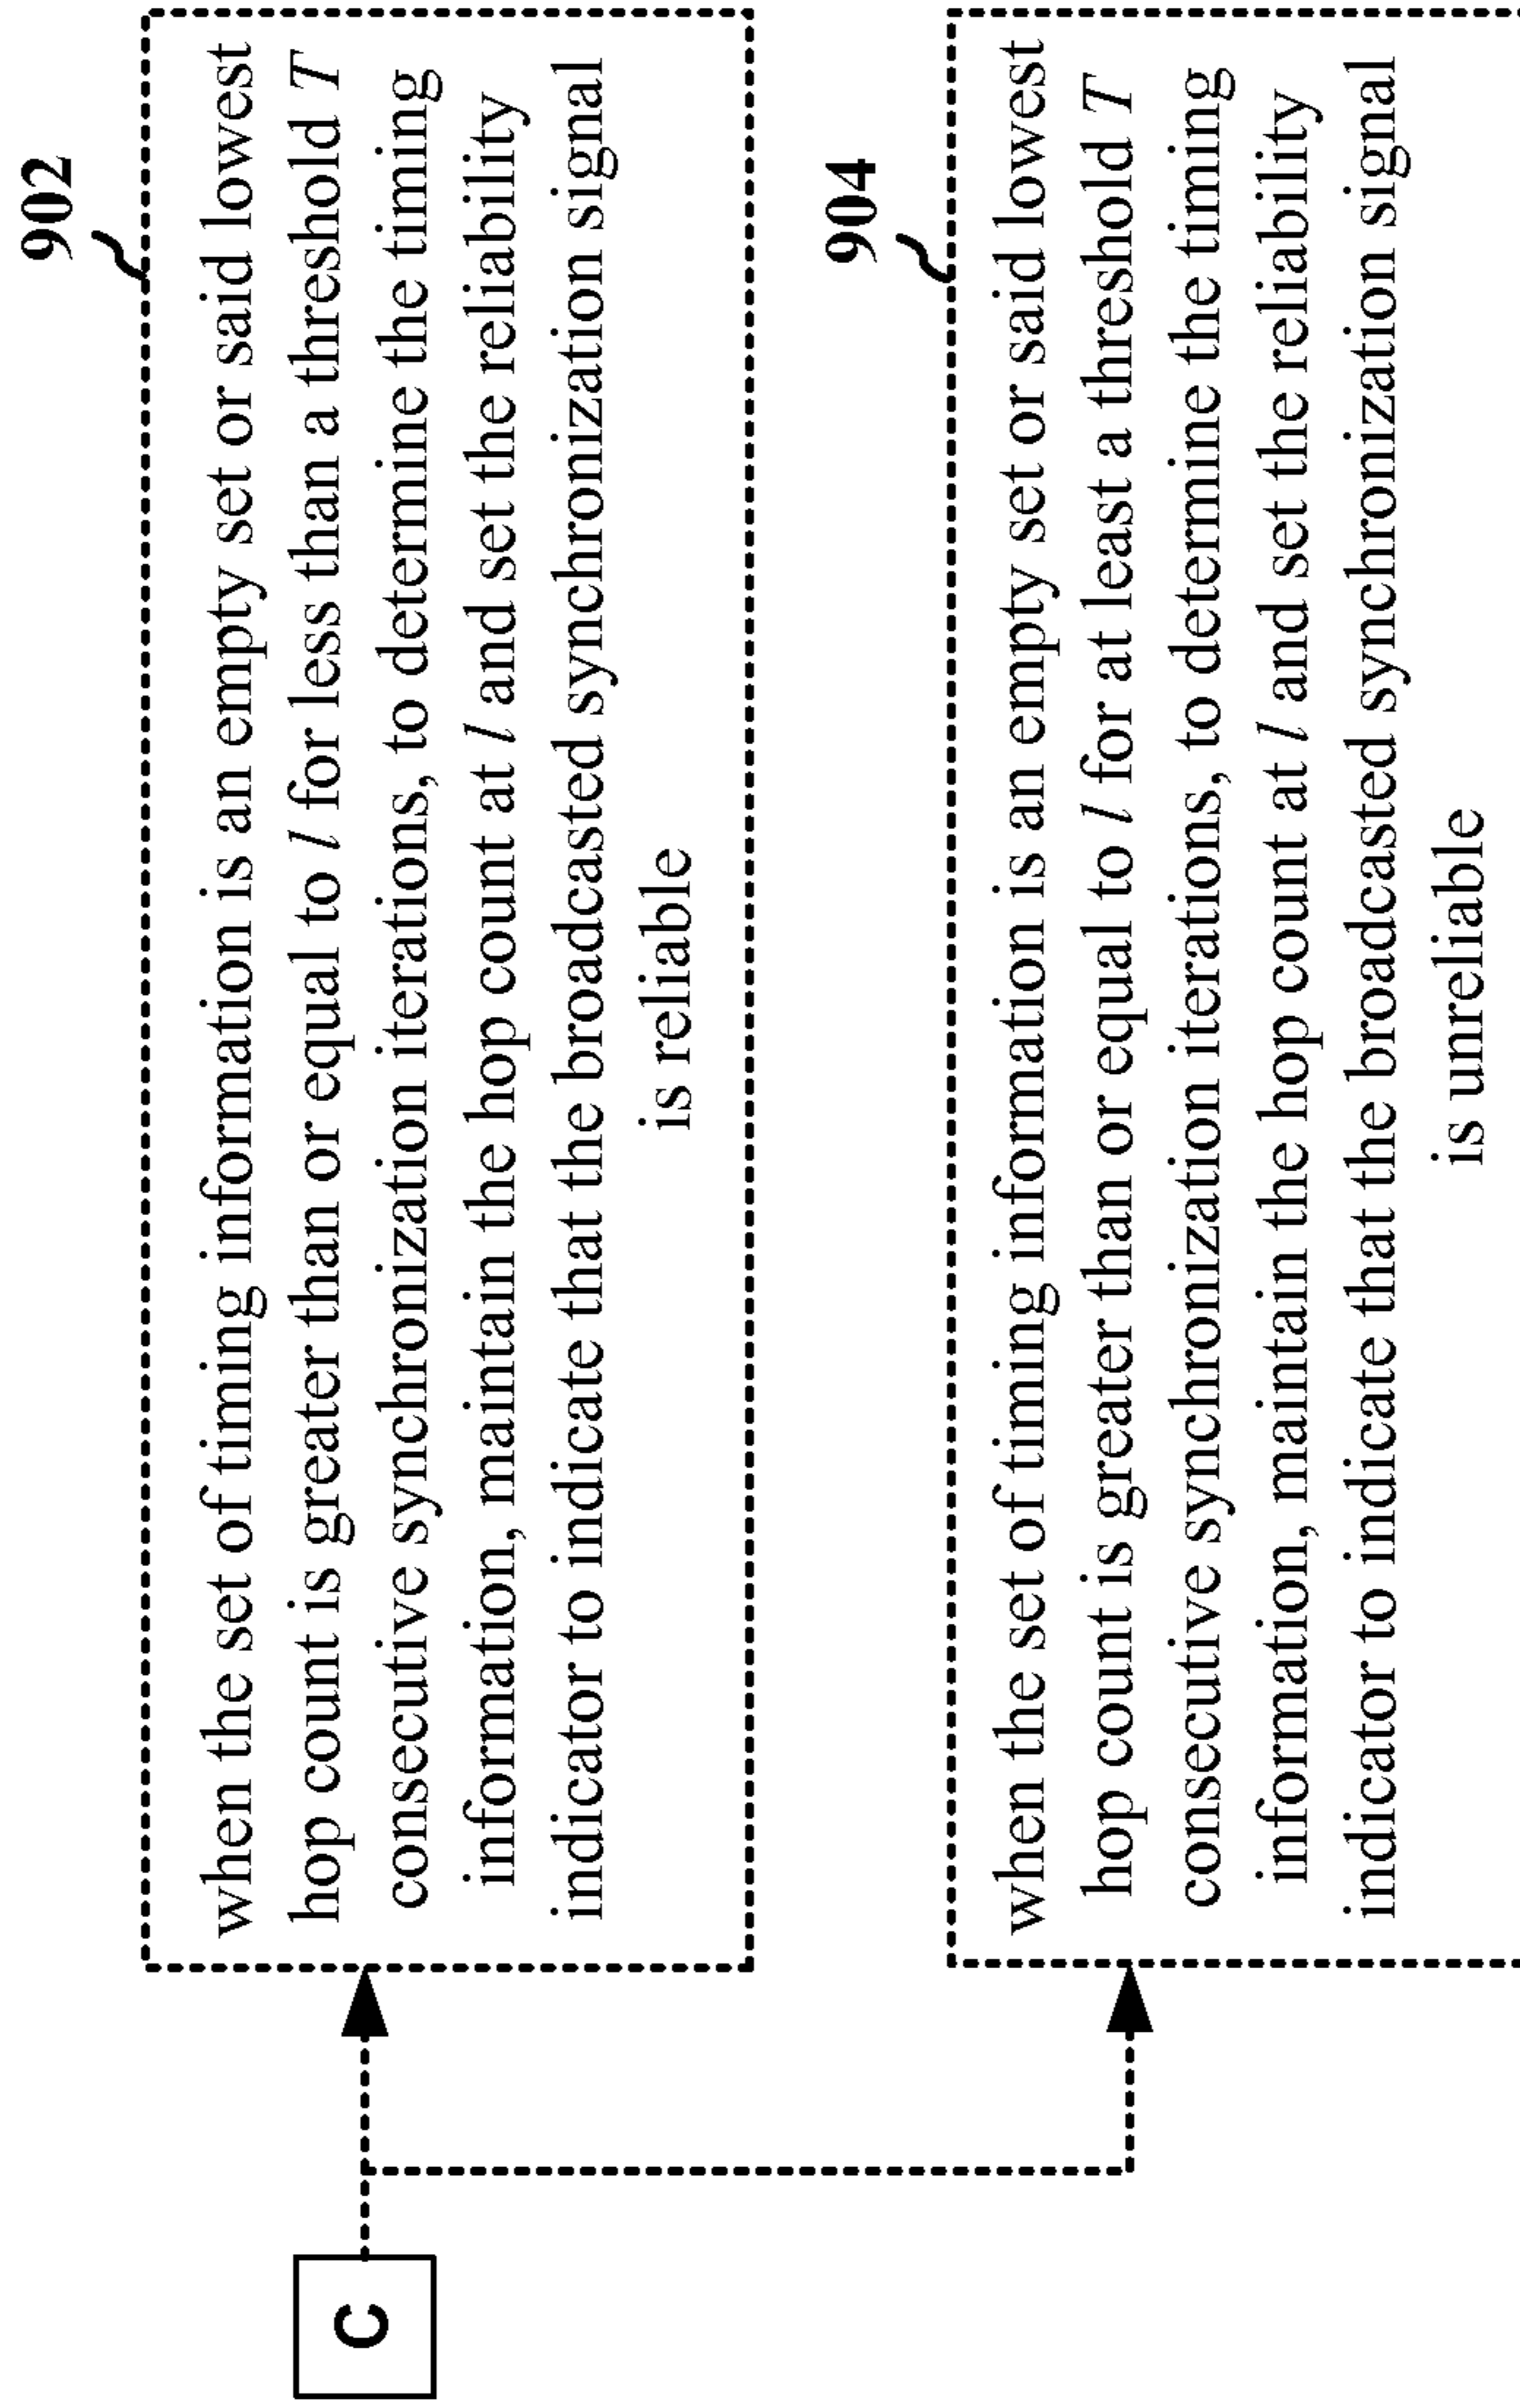 C
902
when the set of timing information is an empty set or said lowest
hop count is greater than or equal to l for less than a threshold T
consecutive synchronization iterations, to determine the timing
information, maintain the hop count at l and set the reliability
indicator to indicate that the broadcasted synchronization signal
is reliable
904
when the set of timing information is an empty set or said lowest
hop count is greater than or equal to l for at least a threshold T
consecutive synchronization iterations, to determine the timing
information, maintain the hop count at l and set the reliability
indicator to indicate that the broadcasted synchronization signal
is unreliable